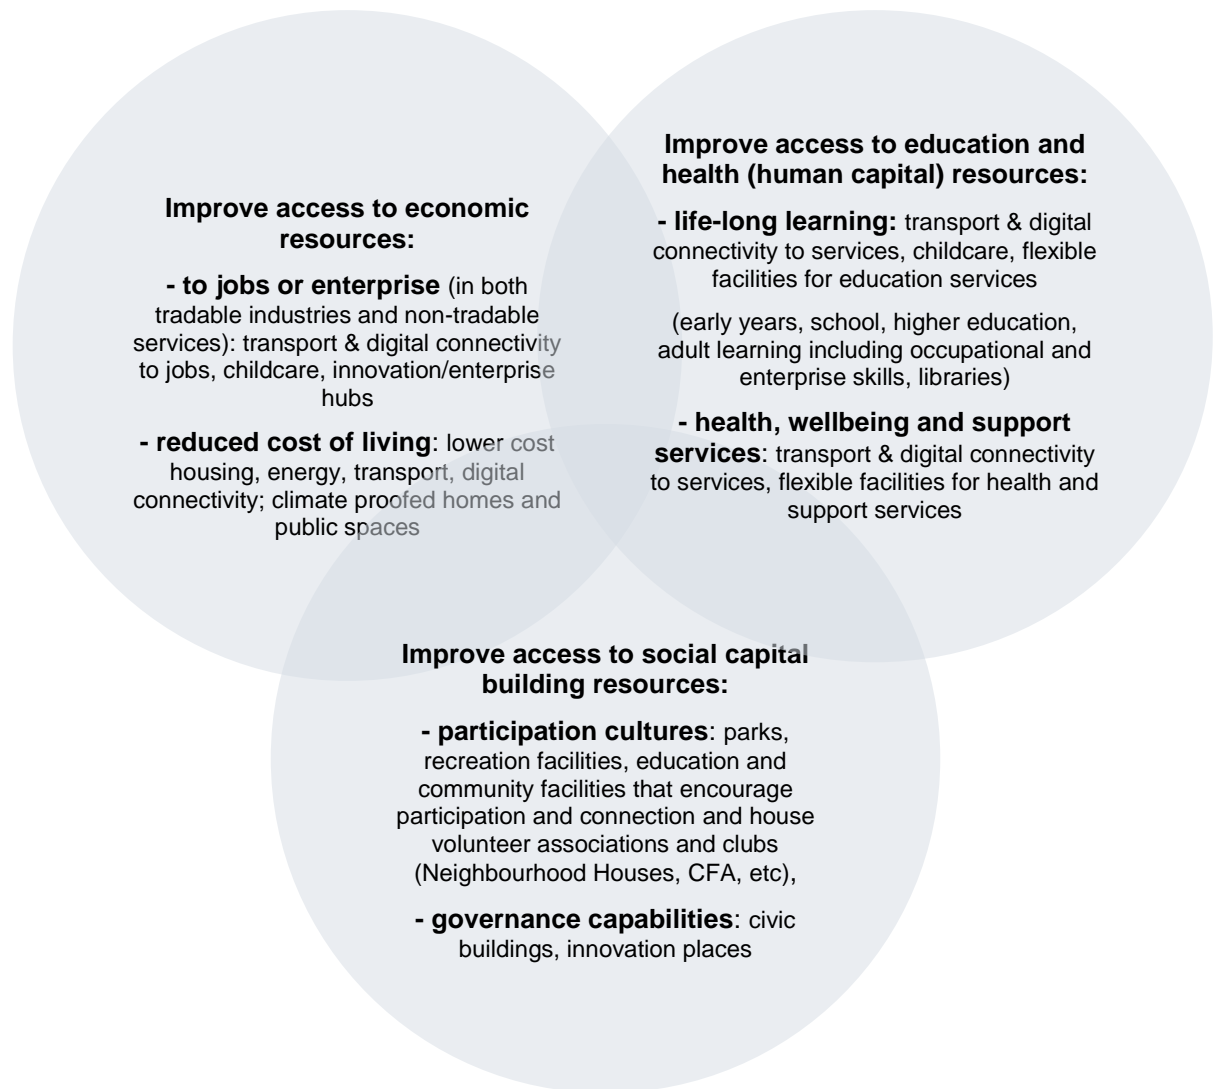 Improve access to economic
resources:
- to jobs or enterprise (in both
tradable industries and non-tradable
services): transport & digital connectivity
to jobs, childcare, innovation/enterprise
hubs
- reduced cost of living: lower cost
housing, energy, transport, digital
connectivity; climate proofed homes and
public spaces
Improve access to education and
health (human capital) resources:
- life-long learning: transport & digital
connectivity to services, childcare, flexible
facilities for education services
(early years, school, higher education,
adult learning including occupational and
enterprise skills, libraries)
- health, wellbeing and support
services: transport & digital connectivity
to services, flexible facilities for health and
support services
Improve access to social capital
building resources:
- participation cultures: parks,
recreation facilities, education and
community facilities that encourage
participation and connection and house
volunteer associations and clubs
(Neighbourhood Houses, CFA, etc),
- governance capabilities: civic
buildings, innovation places